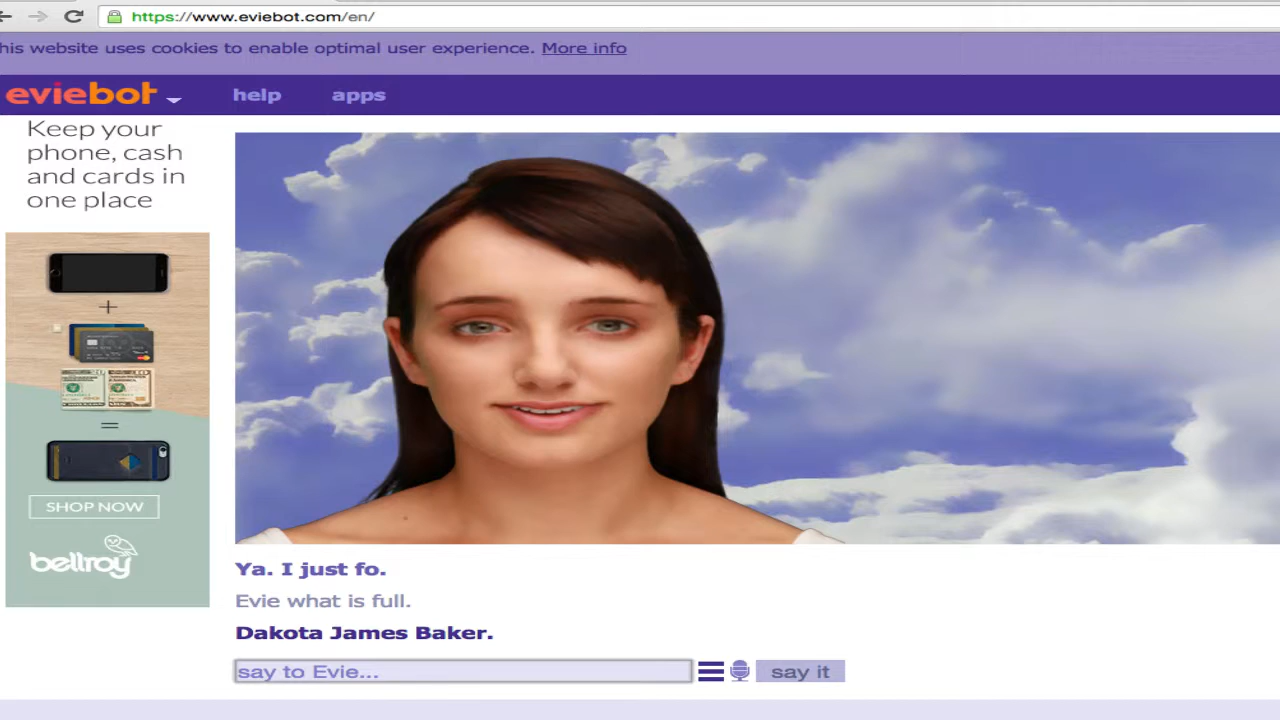 https://www.eviebot.com/en/
his website uses cookies to enable optimal user experience. More info
eviebot
help
apps
Keep your
phone, cash
and cards in
one place
+
=
SHOP NOW
bellroy
Ya. I just fo.
Evie what is full.
Dakota James Baker.
say to Evie...
say it